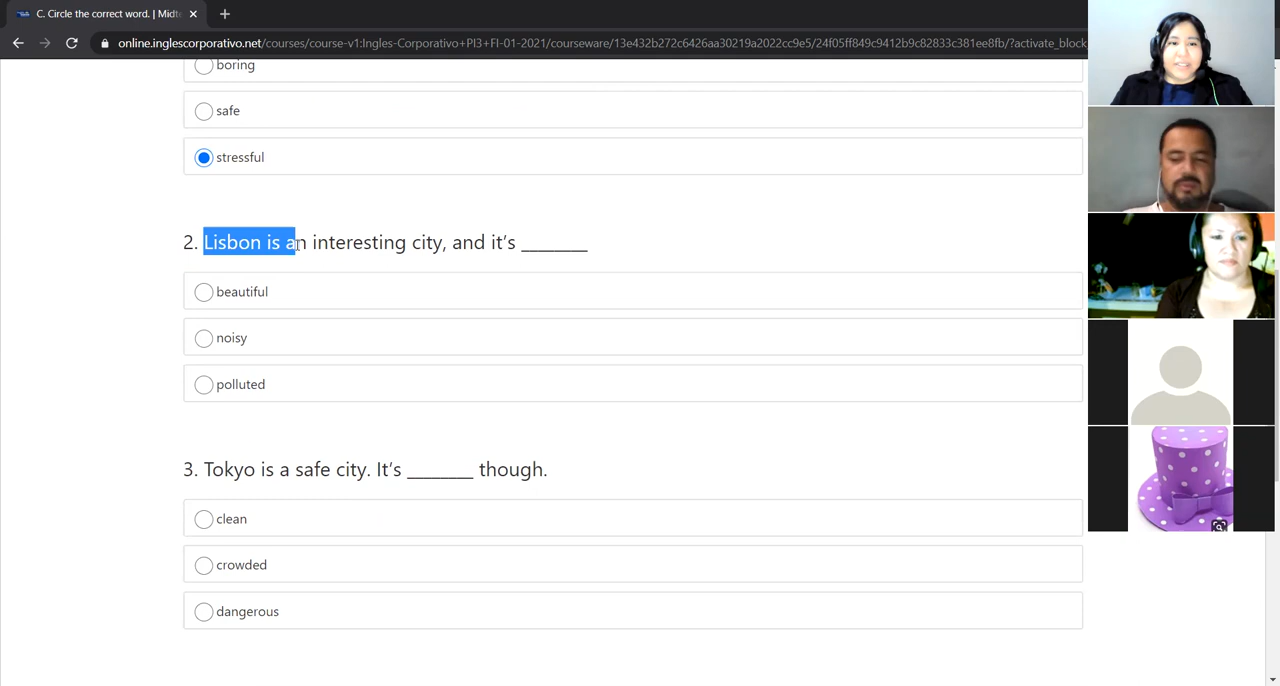 C. Circle the correct word. | Midt
online.inglescorporativo.net/courses/course-v1:Ingles-Corporativo+PI3+FI-01-2021/courseware/13e432b272c6426aa30219a2022cc9e5/24f05ff849c9412b9c82833c381ee8fb/?activate_block
boring
safe
stressful
2. Lisbon is an interesting city, and it's ________
beautiful
noisy
polluted
3. Tokyo is a safe city. It's ________ though.
clean
crowded
dangerous